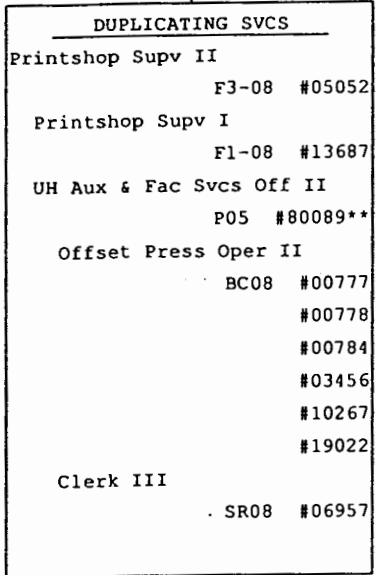 DUPLICATING SVCS
Printshop Supv II
F3-08 #05052
Printshop Supv I
F1-08 #13687
UH Aux & Fac Svcs Off II
P05 #80089**
Offset Press Oper II
BC08 #00777
#00778
#00784
#03456
#10267
#19022
Clerk III
SR08 #06957